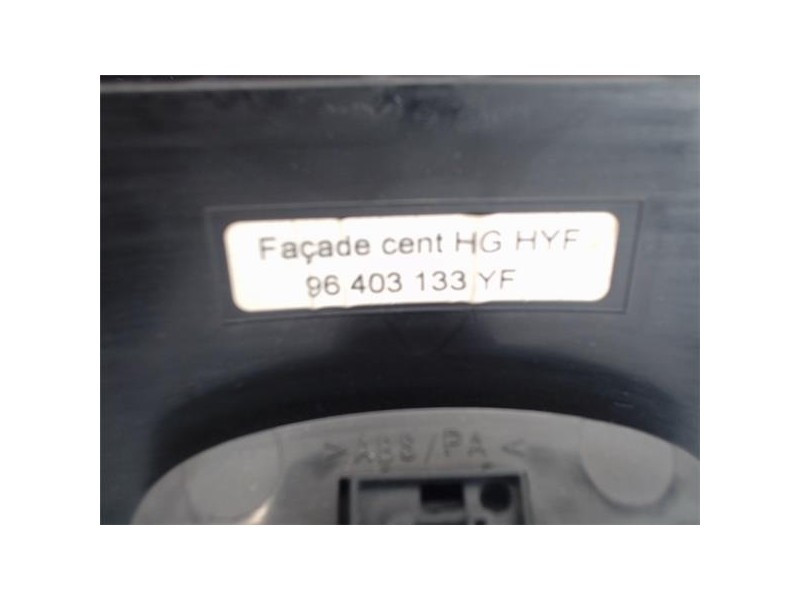 Façade cent HG HYF
96 403 133 YF
>ABS/PA<